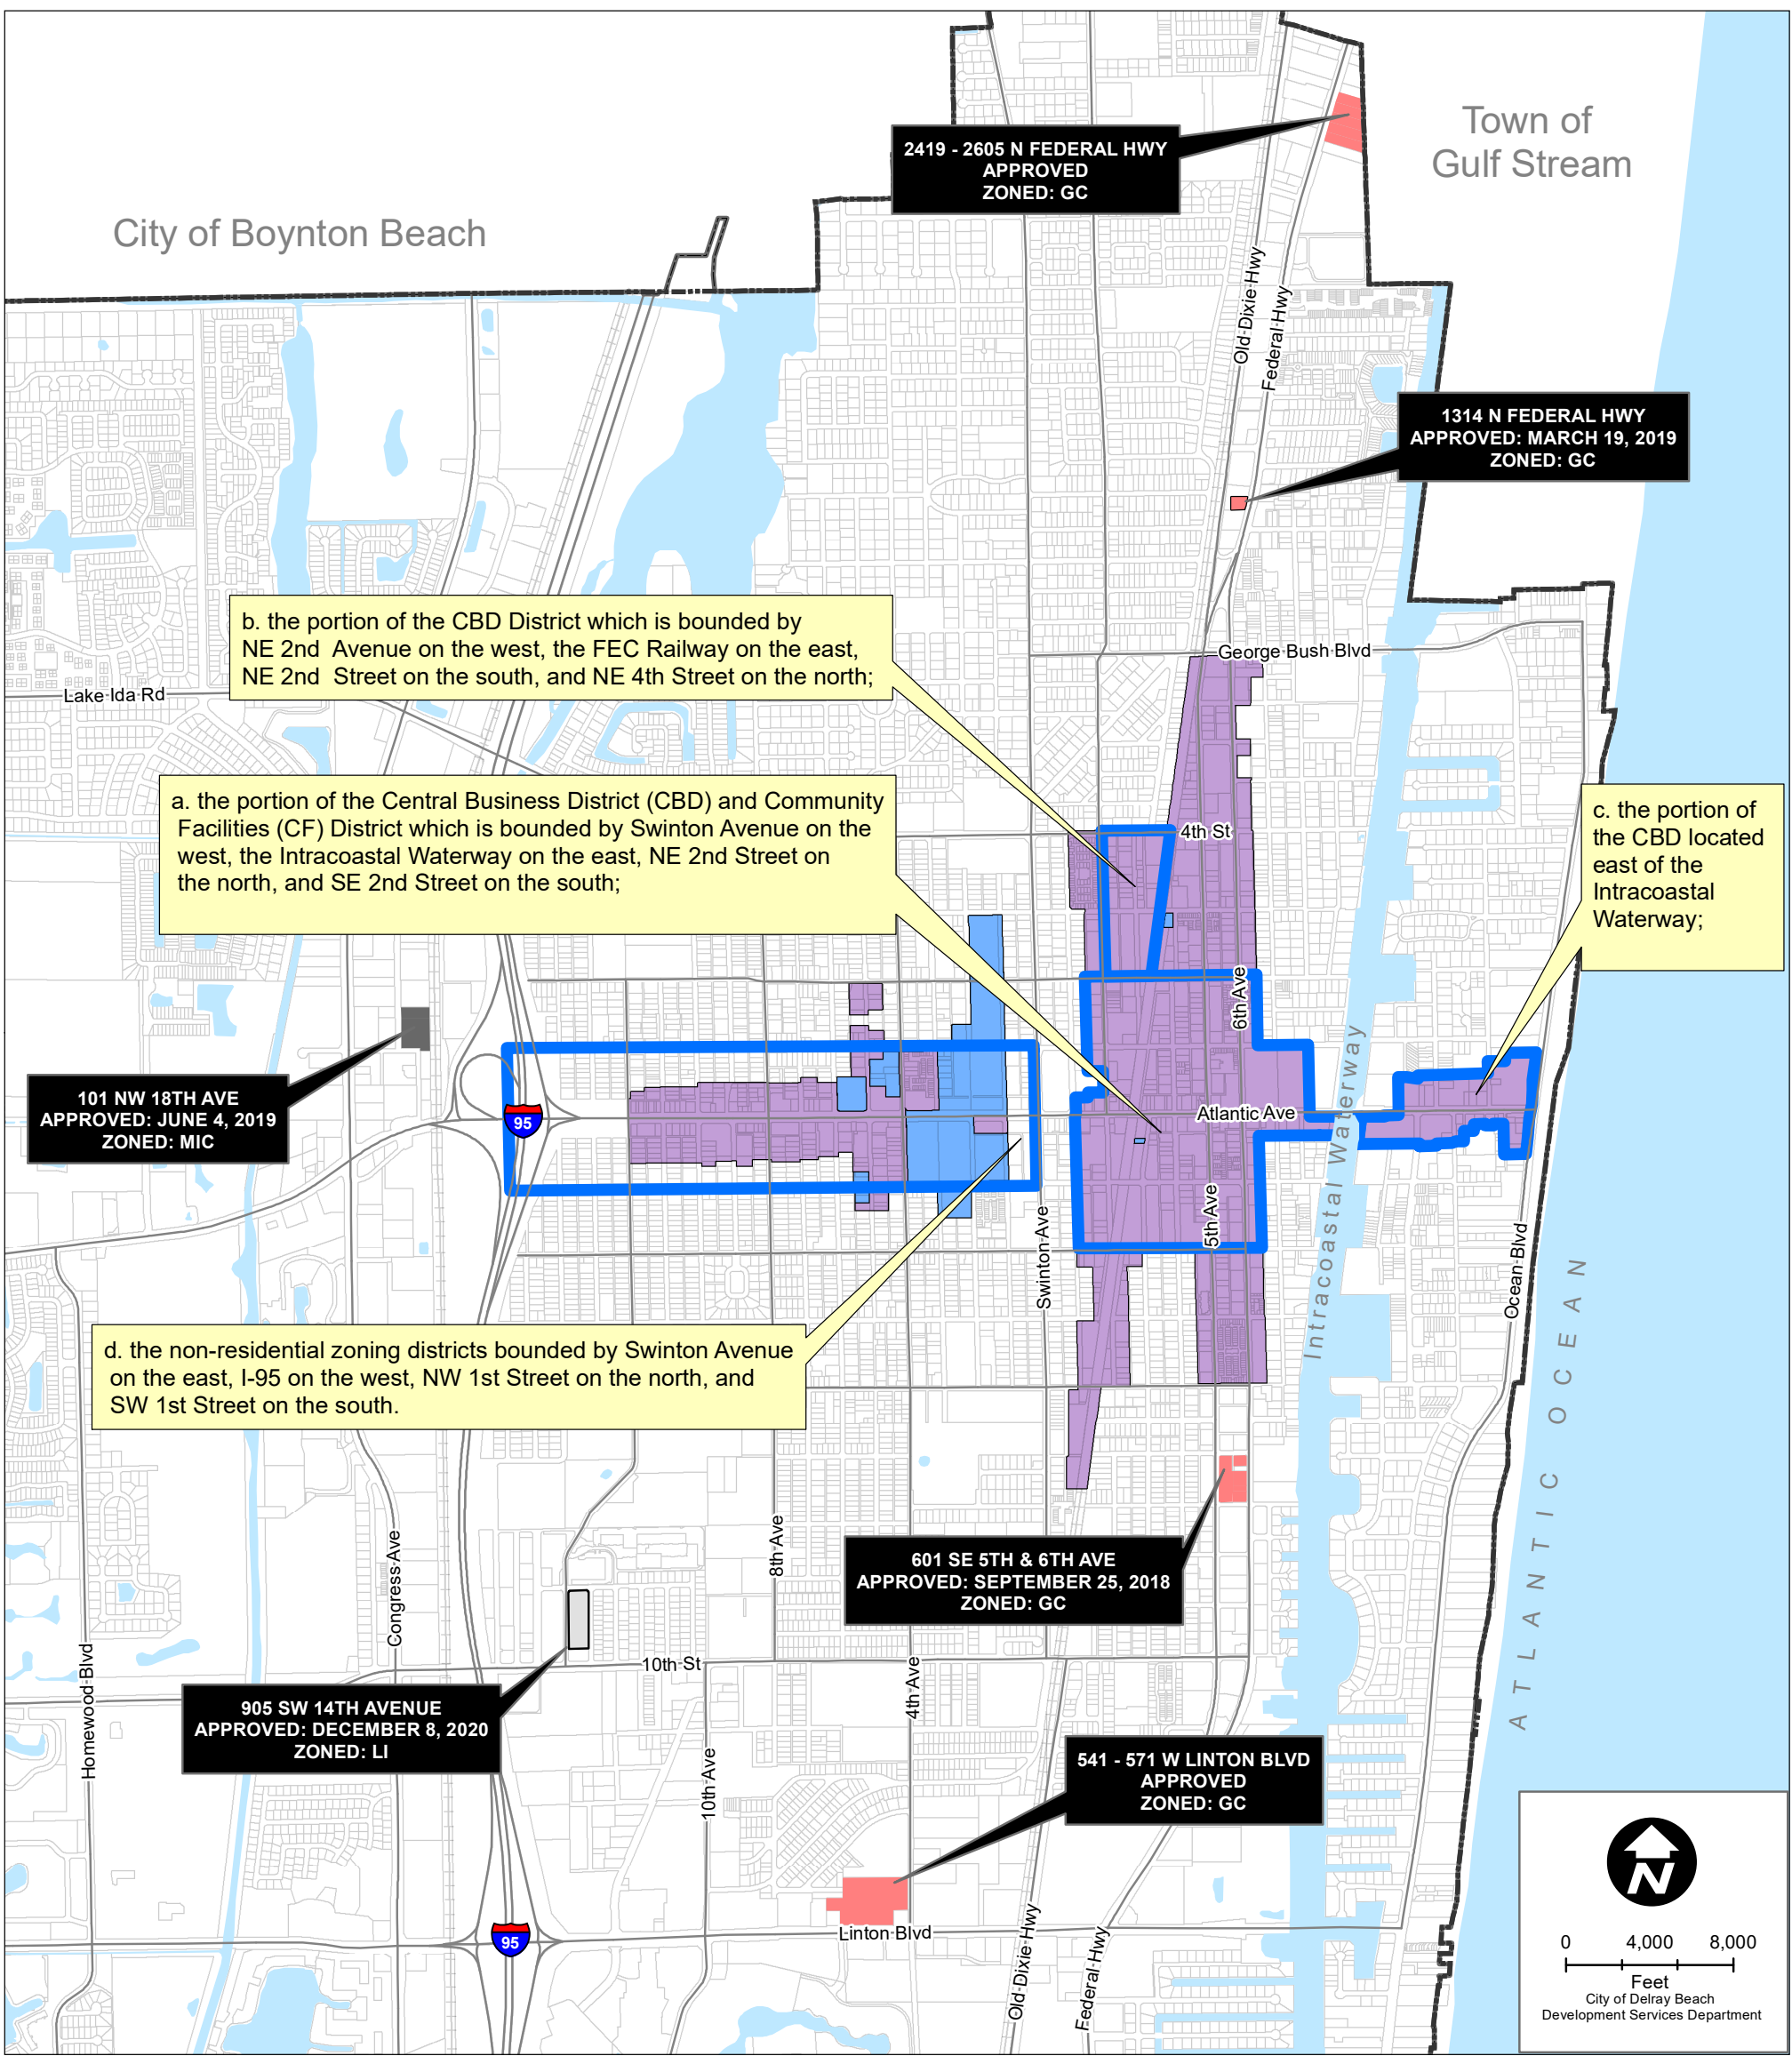 Town of
Gulf Stream
2419 - 2605 N FEDERAL HWY
APPROVED
ZONED: GC
City of Boynton Beach
Old Dixie Hwy
Federal Hwy
1314 N FEDERAL HWY
APPROVED: MARCH 19, 2019
ZONED: GC
b. the portion of the CBD District which is bounded by
NE 2nd Avenue on the west, the FEC Railway on the east,
NE 2nd Street on the south, and NE 4th Street on the north;
George Bush Blvd
Lake Ida Rd
a. the portion of the Central Business District (CBD) and Community
Facilities (CF) District which is bounded by Swinton Avenue on the
west, the Intracoastal Waterway on the east, NE 2nd Street on
the north, and SE 2nd Street on the south;
4th St
c. the portion of
the CBD located
east of the
Intracoastal
Waterway;
6th Ave
101 NW 18TH AVE
APPROVED: JUNE 4, 2019
ZONED: MIC
95
Atlantic Ave
Intracoastal Waterway
5th Ave
Swinton Ave
Ocean Blvd
ATLANTIC OCEAN
d. the non-residential zoning districts bounded by Swinton Avenue
on the east, I-95 on the west, NW 1st Street on the north, and
SW 1st Street on the south.
601 SE 5TH & 6TH AVE
APPROVED: SEPTEMBER 25, 2018
ZONED: GC
8th Ave
Congress Ave
Homewood Blvd
10th St
4th Ave
905 SW 14TH AVENUE
APPROVED: DECEMBER 8, 2020
ZONED: LI
10th Ave
541 - 571 W LINTON BLVD
APPROVED
ZONED: GC
95
Linton Blvd
Old Dixie Hwy
Federal Hwy
N
0 4,000 8,000
Feet
City of Delray Beach
Development Services Department